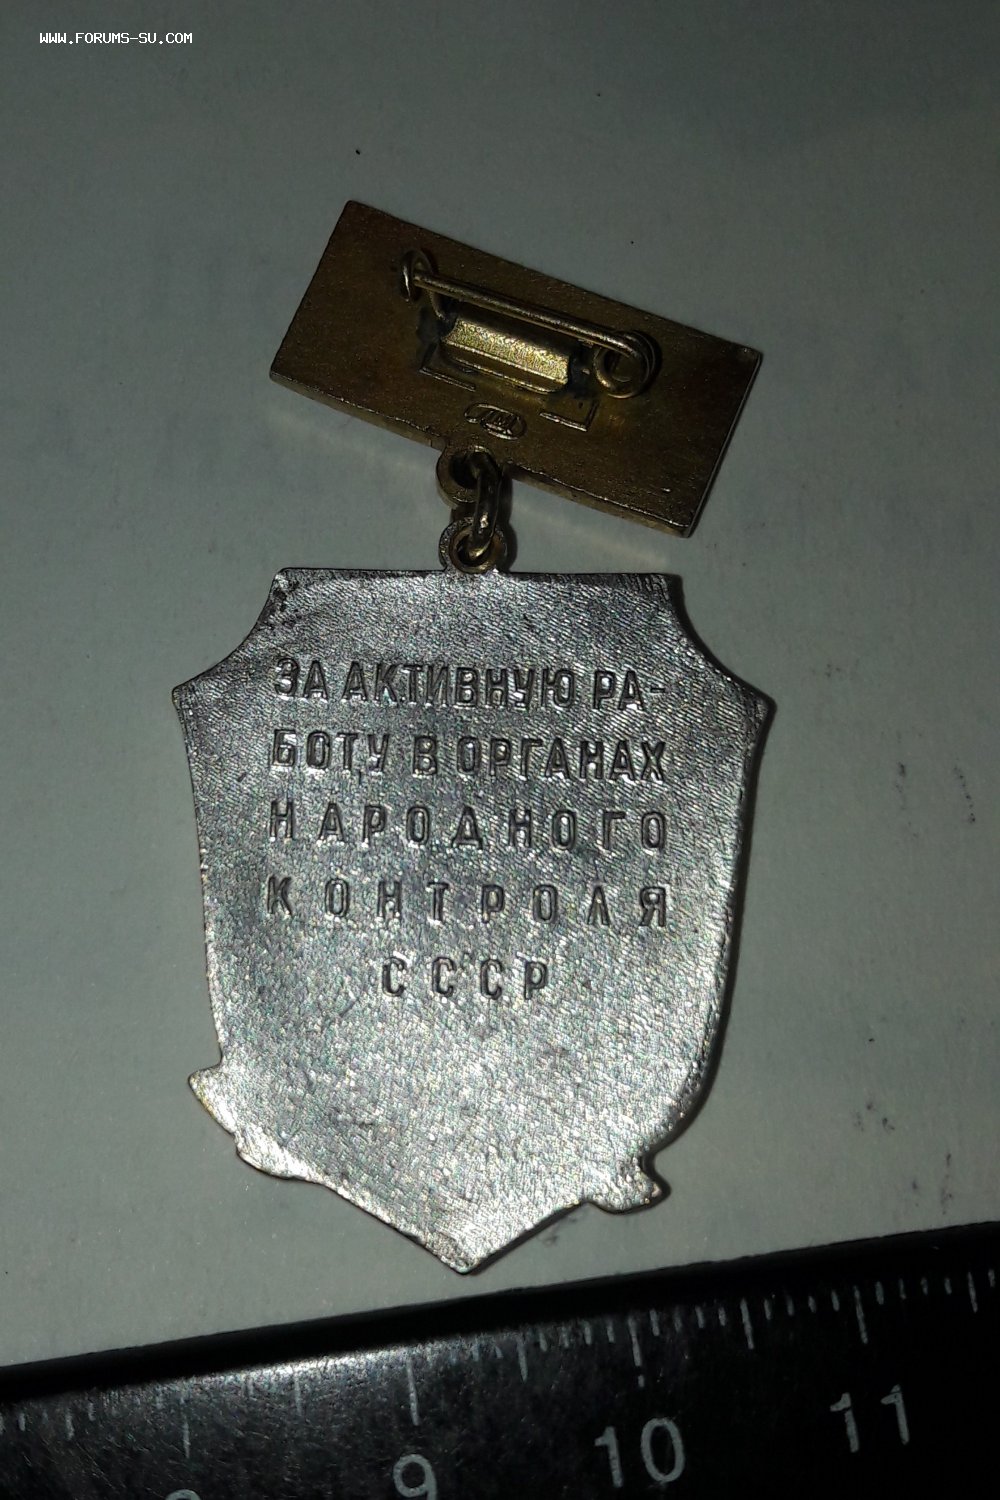 WWW.FORUMS-SU.COM
ЗА АКТИВНУЮ РА-
БОТУ В ОРГАНАХ
НАРОДНОГО
КОНТРОЛЯ
СССР
9 10 11